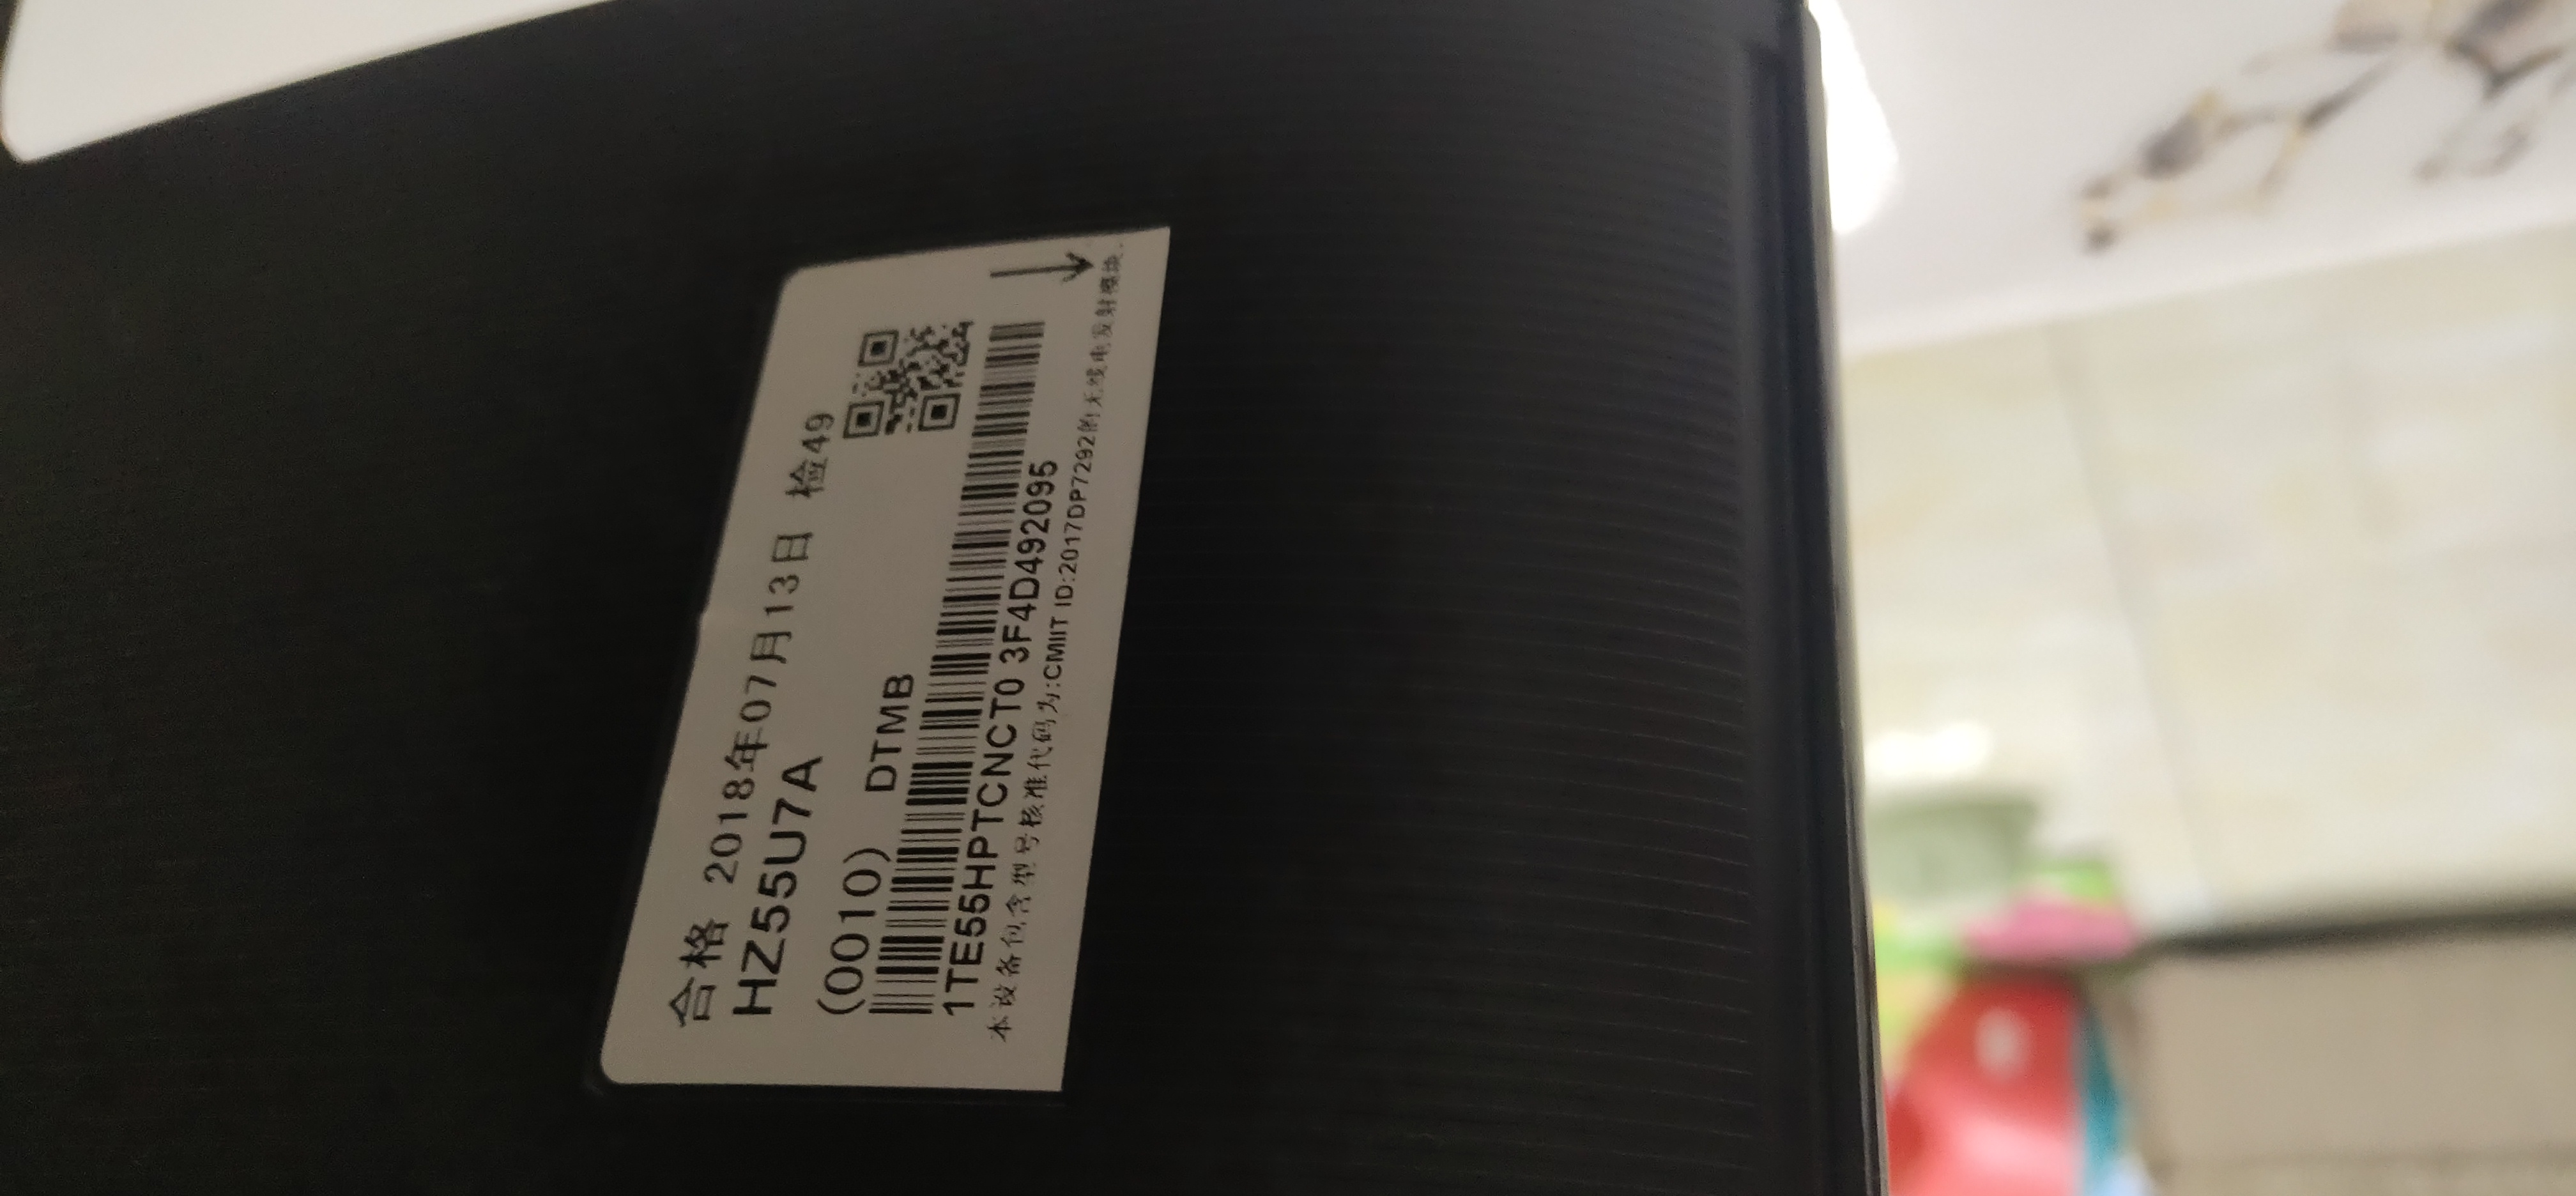 合格 2018年07月13日 检49
HZ55U7A
(0010) DTMB
1TE55HPTCNCT0 3F4D492095
本设备包含型号核准代码为:CMIIT ID:2017DP7292的无线电发射模块.